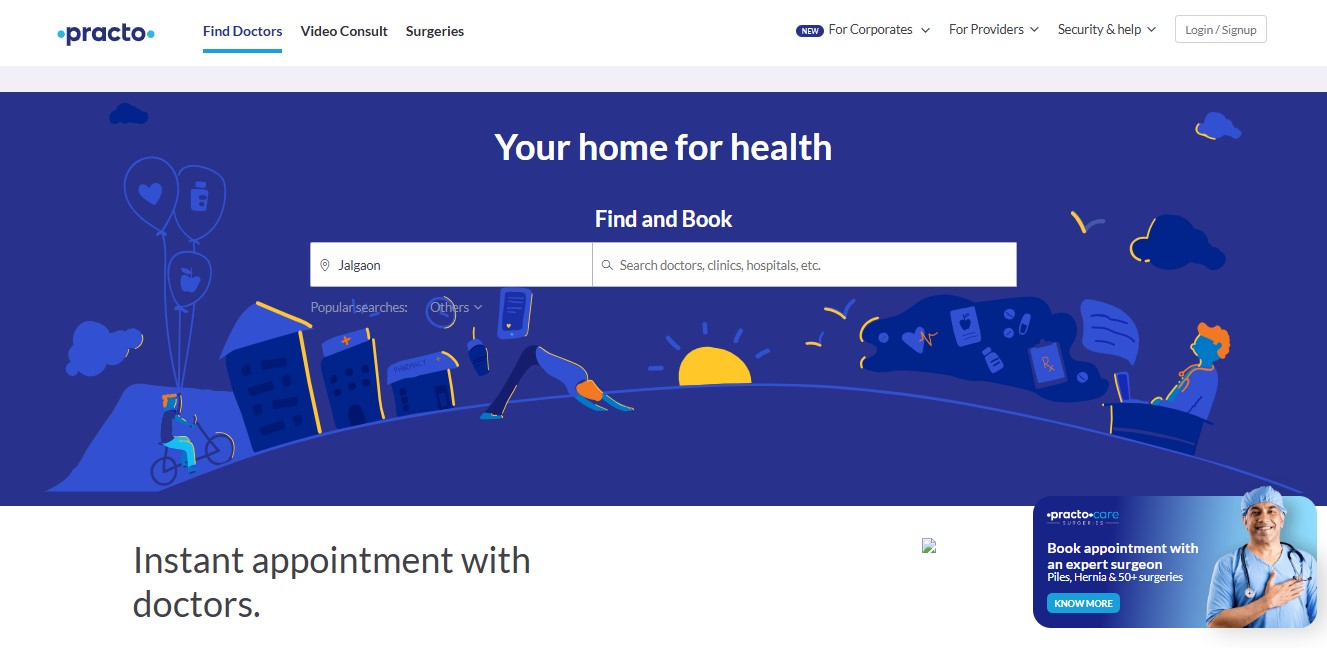 practo
Find Doctors
Video Consult
Surgeries
NEW
For Corporates
For Providers
Security & help
Login / Signup
Your home for health
Find and Book
Jalgaon
Search doctors, clinics, hospitals, etc.
Popular searches:
Others
PHARMACY
Rx
Instant appointment with
doctors.
practo care
SURGERIES
Book appointment with
an expert surgeon
Piles, Hernia & 50+ surgeries
KNOW MORE